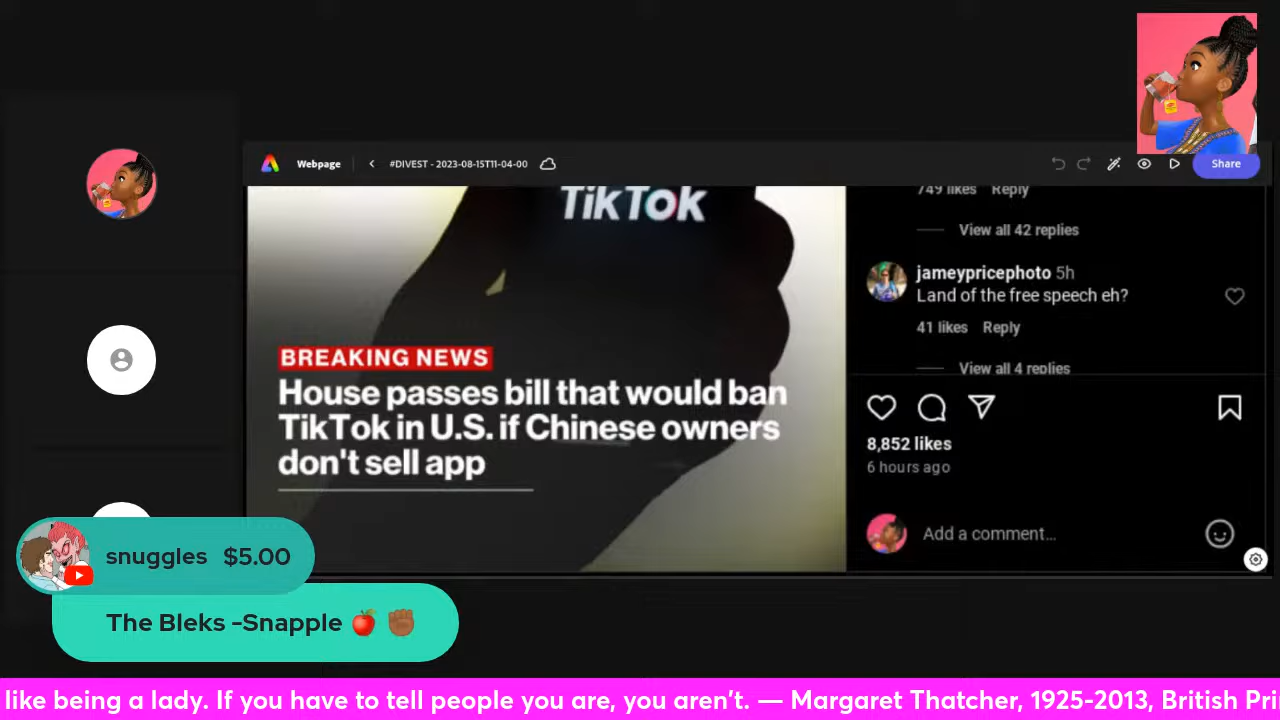 Webpage
#DIVEST - 2023-08-15T11-04-00
Share
TikTok
BREAKING NEWS
House passes bill that would ban
TikTok in U.S. if Chinese owners
don't sell app
749 likes Reply
View all 42 replies
jameypricephoto 5h
Land of the free speech eh?
41 likes Reply
View all 4 replies
8,852 likes
6 hours ago
Add a comment...
snuggles $5.00
The Bleks -Snapple 🍎 ✊🏾
like being a lady. If you have to tell people you are, you aren't. — Margaret Thatcher, 1925-2013, British Pri